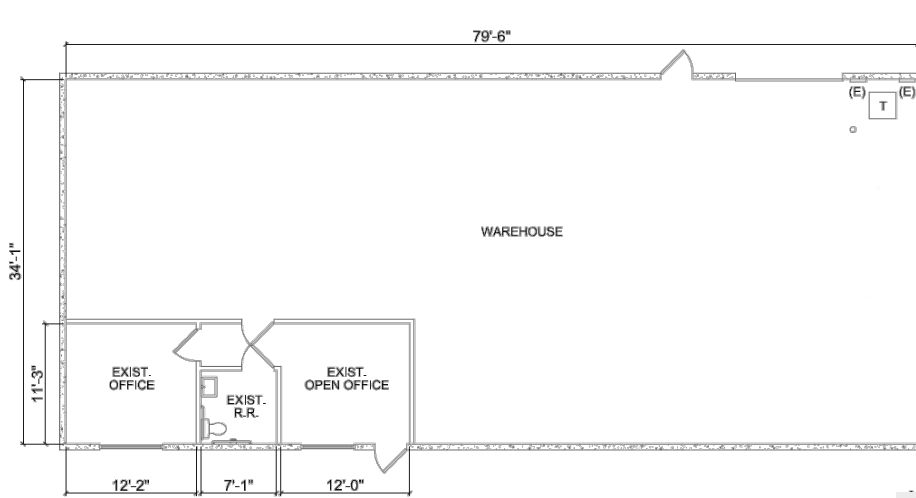 79'-6"
(E)
(E)
T
WAREHOUSE
34'-1"
11'-3"
EXIST.
OFFICE
EXIST.
OPEN OFFICE
EXIST.
R.R.
12'-2"
7'-1"
12'-0"